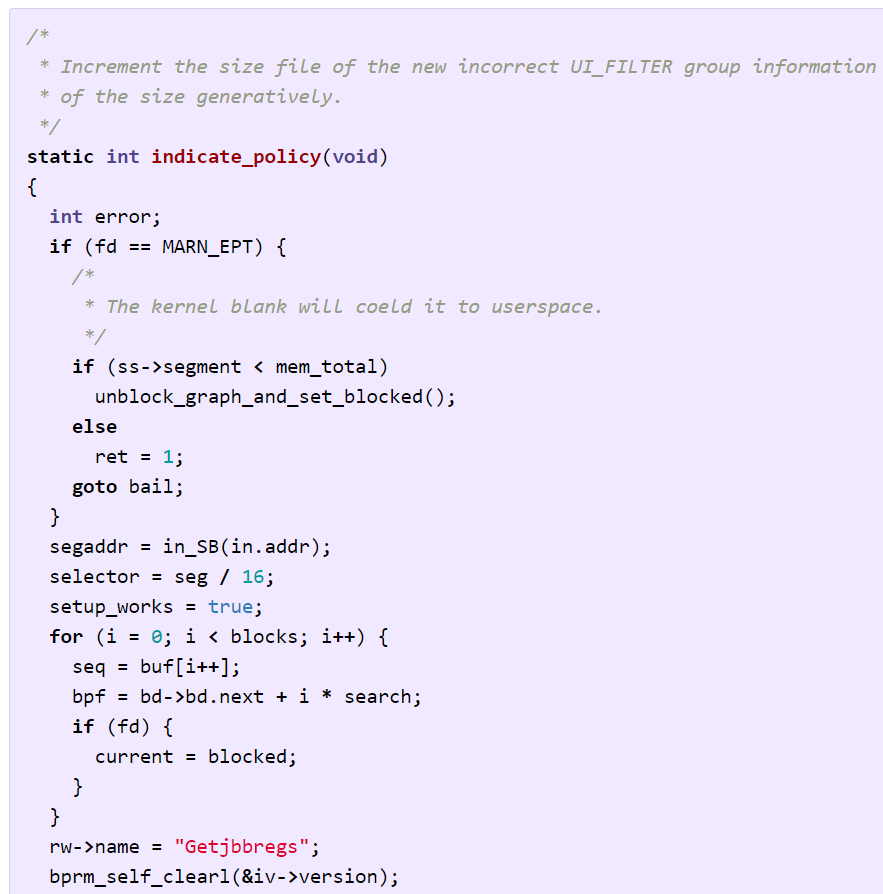 /*
 * Increment the size file of the new incorrect UI_FILTER group information
 * of the size generatively.
 */
static int indicate_policy(void)
{
  int error;
  if (fd == MARN_EPT) {
    /*
     * The kernel blank will coeld it to userspace.
     */
    if (ss->segment < mem_total)
      unblock_graph_and_set_blocked();
    else
      ret = 1;
    goto bail;
  }
  segaddr = in_SB(in.addr);
  selector = seg / 16;
  setup_works = true;
  for (i = 0; i < blocks; i++) {
    seq = buf[i++];
    bpf = bd->bd.next + i * search;
    if (fd) {
      current = blocked;
    }
  }
  rw->name = "Getjbbregs";
  bprm_self_clearl(&iv->version);